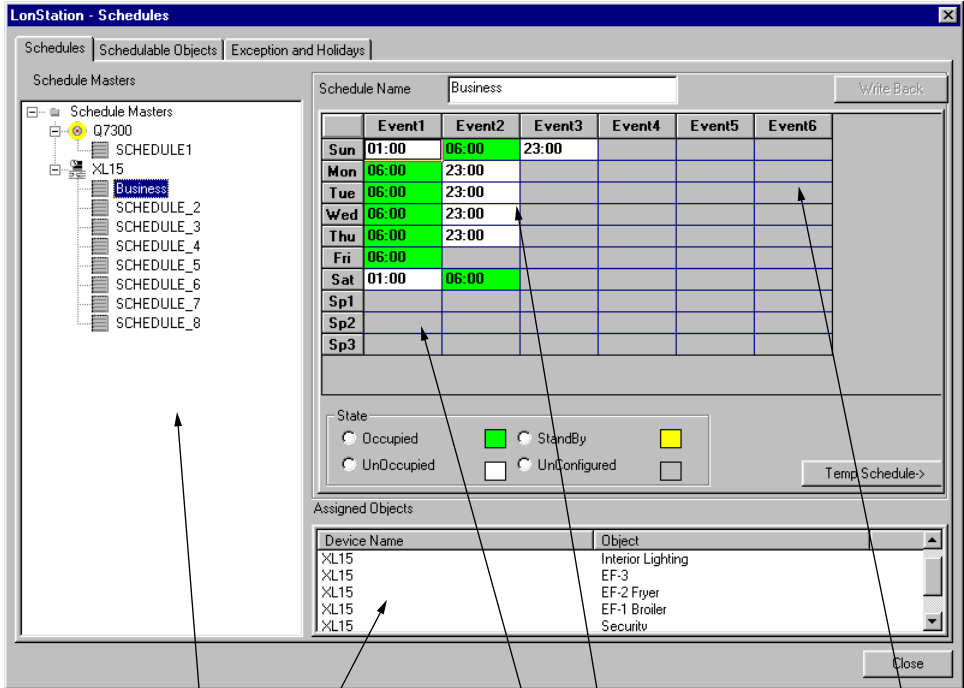 LonStation - Schedules
Schedules Schedulable Objects Exception and Holidays
Schedule Masters
Schedule Masters
Q7300
SCHEDULE1
XL15
Business
SCHEDULE_2
SCHEDULE_3
SCHEDULE_4
SCHEDULE_5
SCHEDULE_6
SCHEDULE_7
SCHEDULE_8
Schedule Name Business Write Back
Event1 Event2 Event3 Event4 Event5 Event6
Sun 01:00 06:00 23:00
Mon 06:00 23:00
Tue 06:00 23:00
Wed 06:00 23:00
Thu 06:00 23:00
Fri 06:00
Sat 01:00 06:00
Sp1
Sp2
Sp3
State
Occupied StandBy
UnOccupied UnConfigured
Temp Schedule->
Assigned Objects
Device Name Object
XL15 Interior Lighting
XL15 EF-3
XL15 EF-2 Fryer
XL15 EF-1 Broiler
XL15 Security
Close